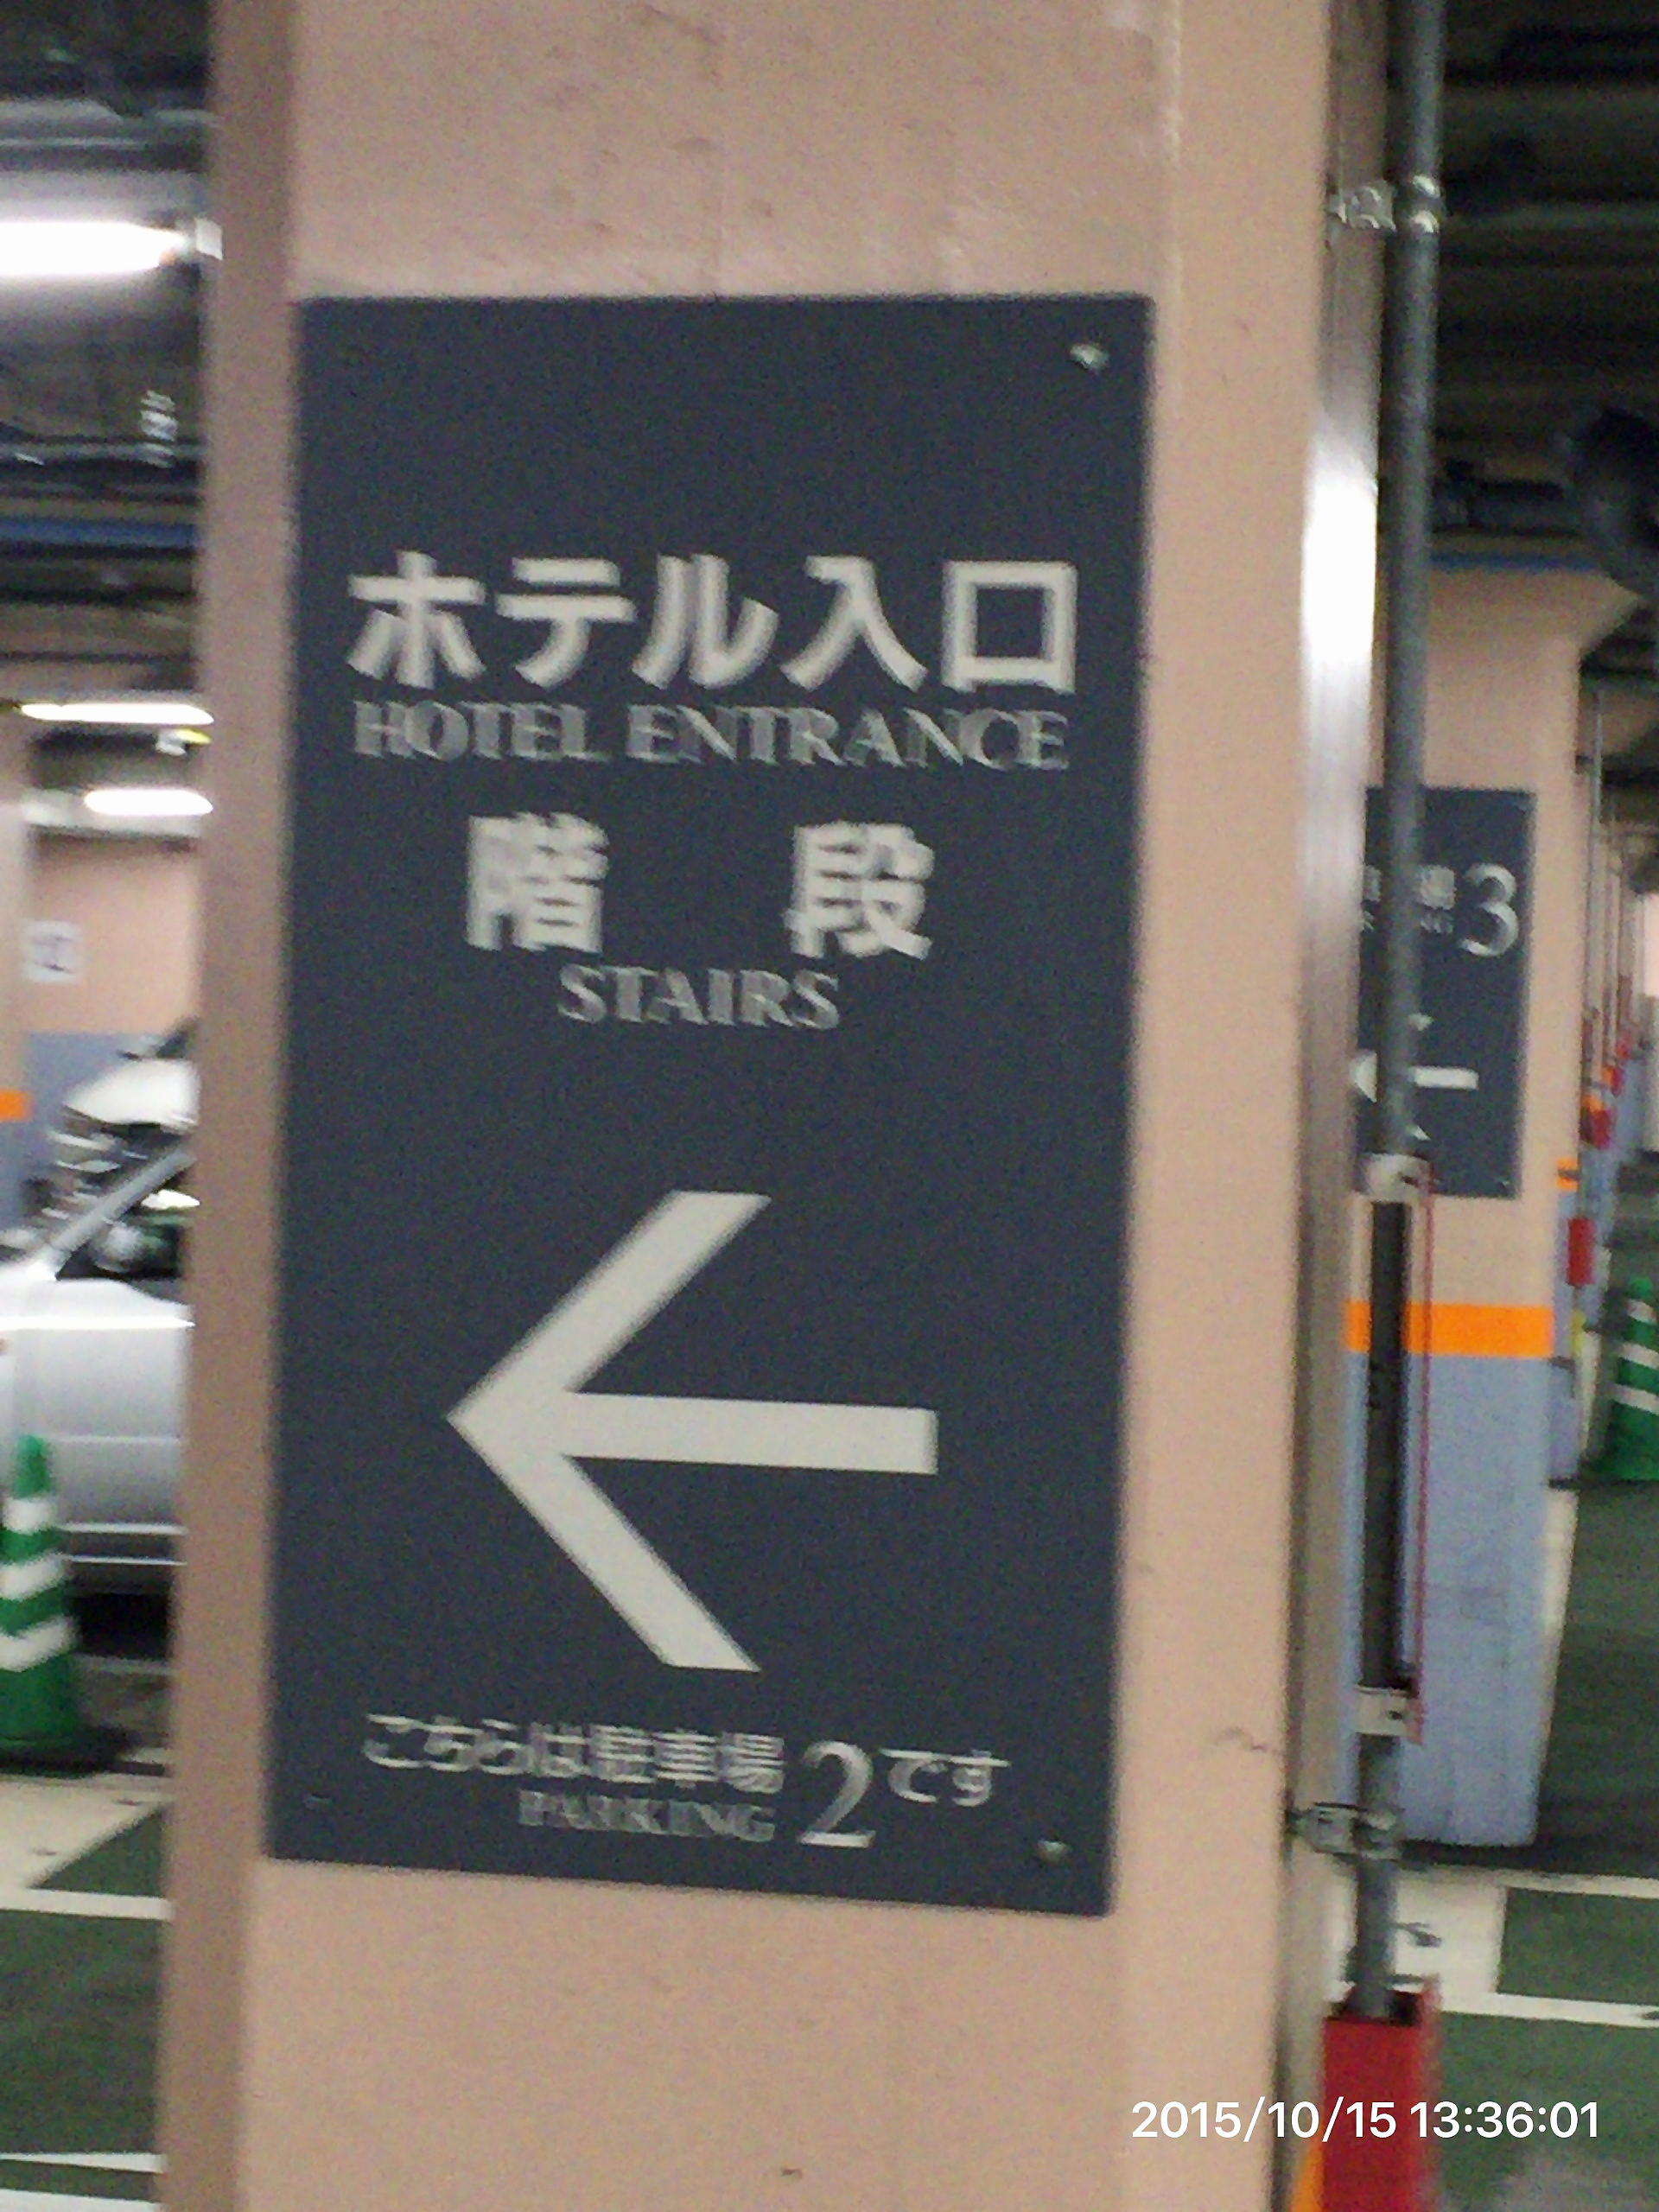 ホテル入口
HOTEL ENTRANCE
階 段
STAIRS
こちらは駐車場2です
PARKING
3
2015/10/15 13:36:01